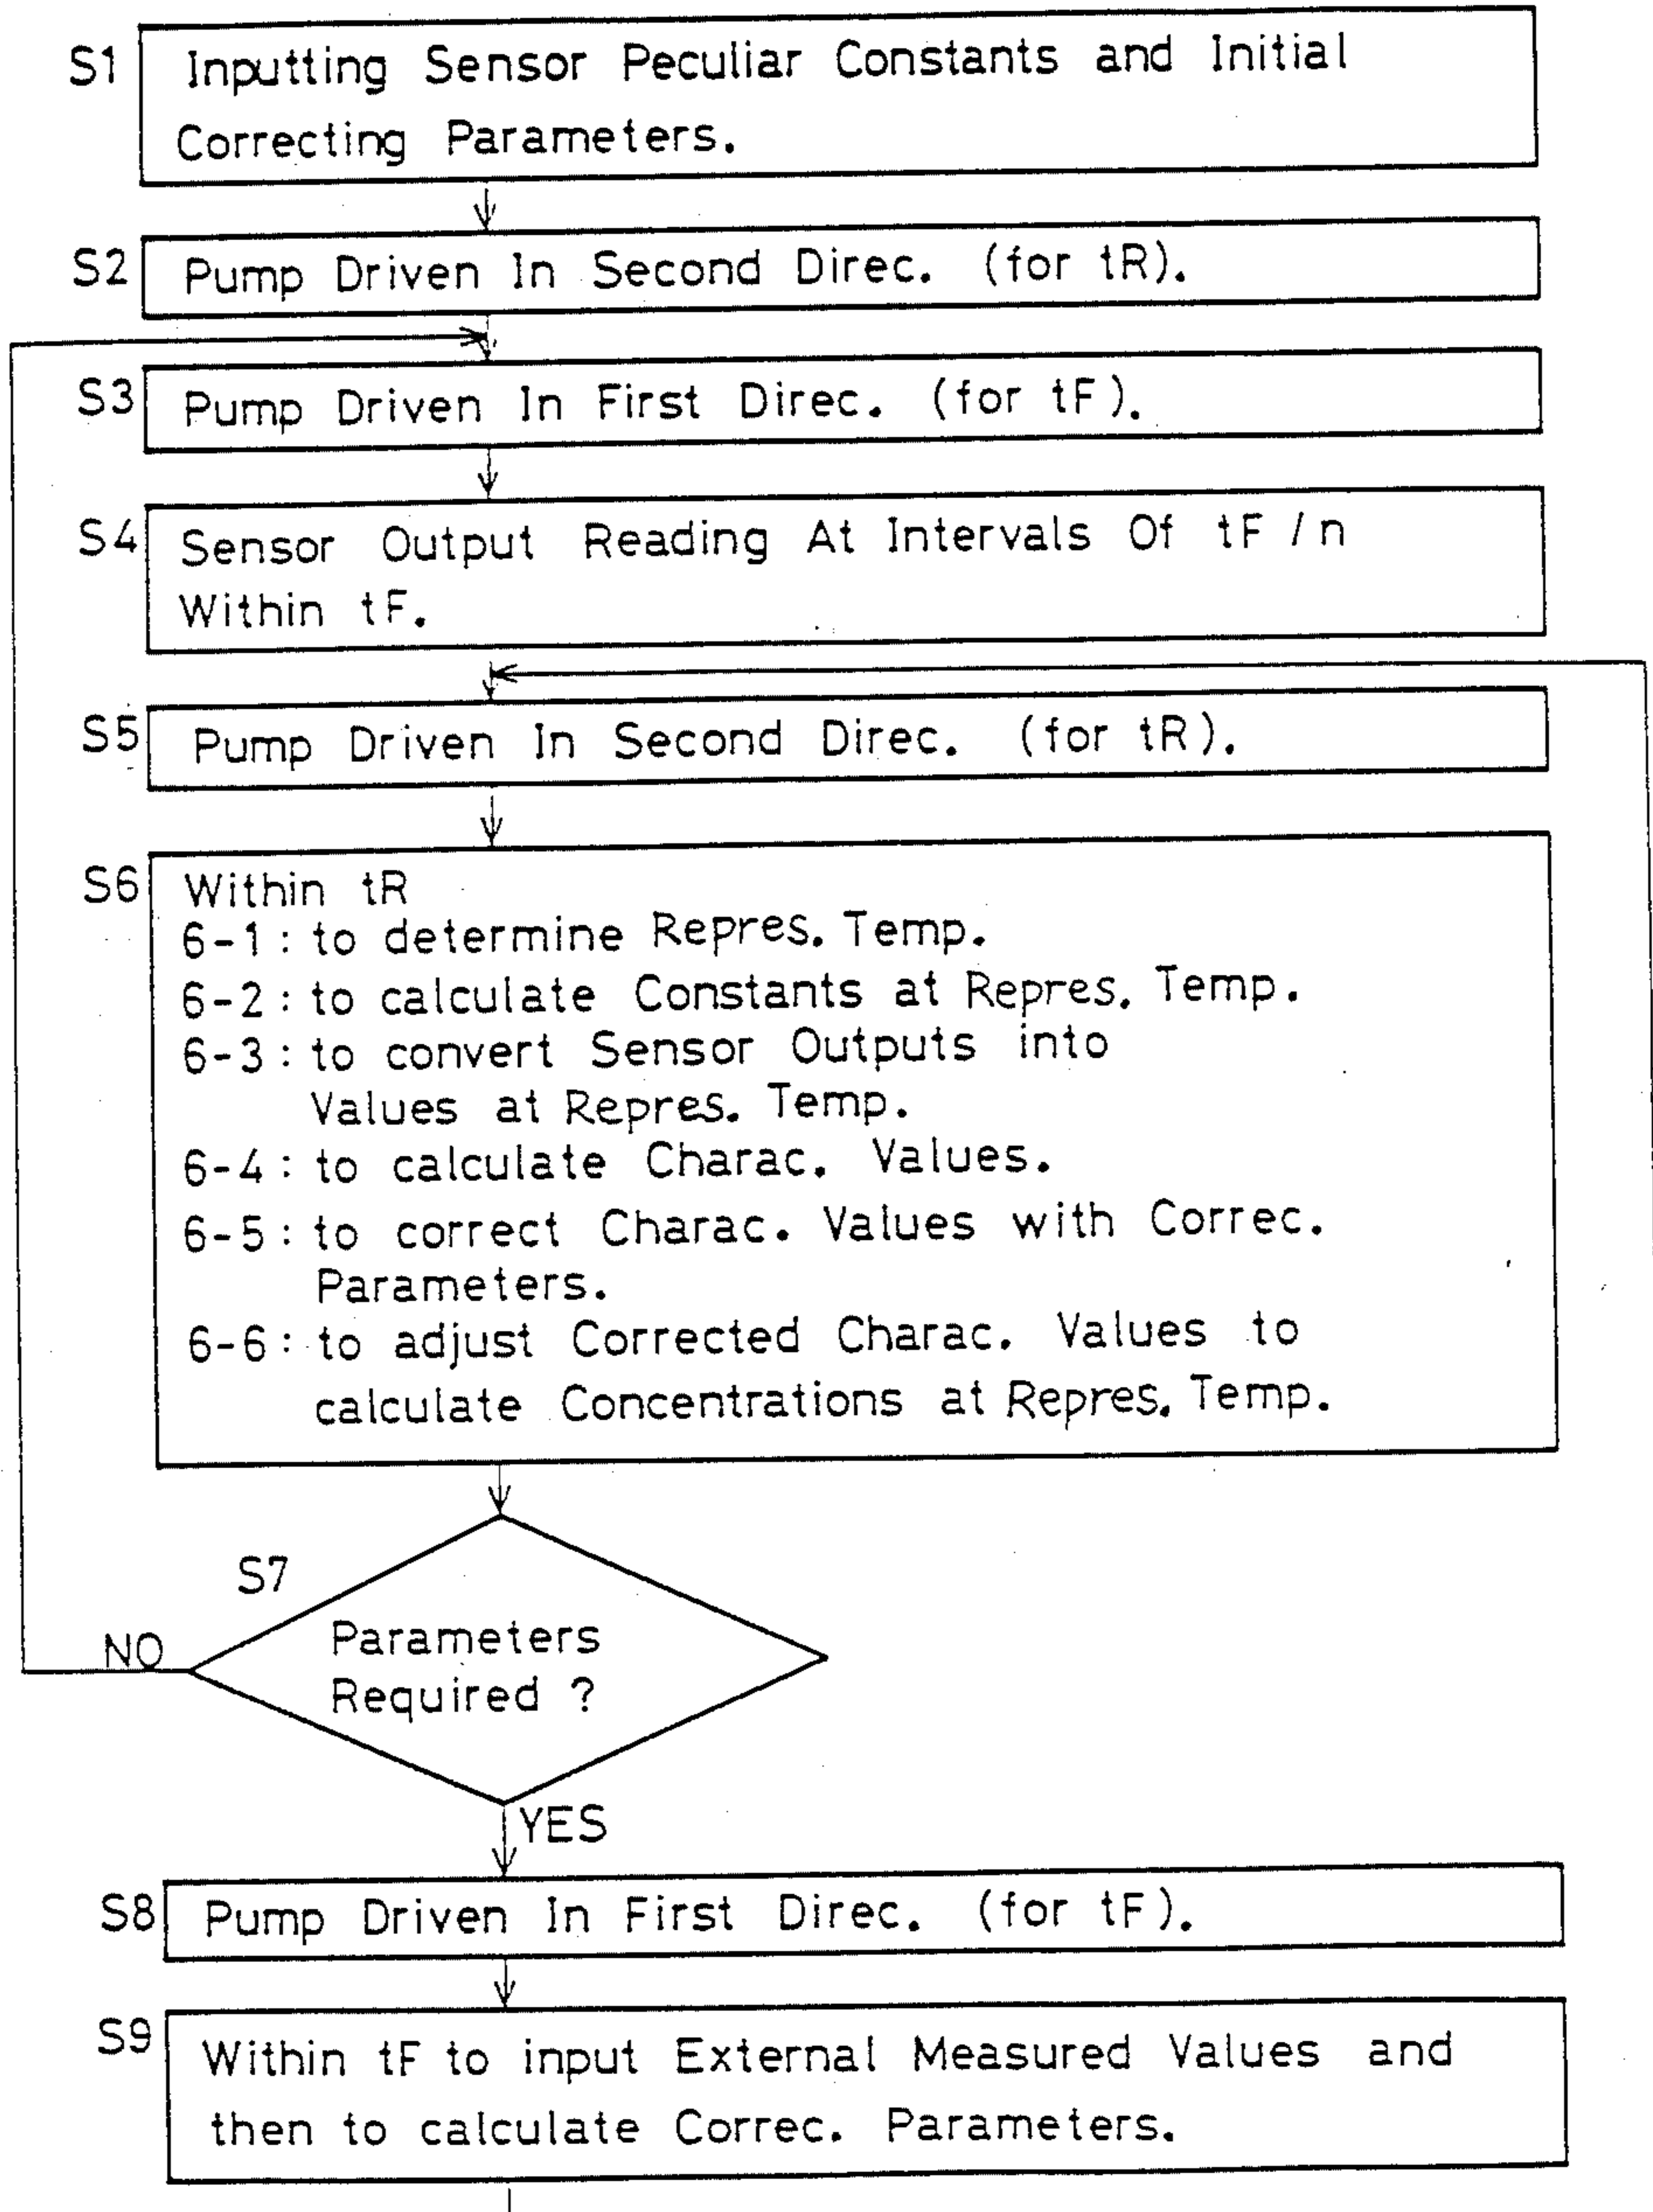 S1 Inputting Sensor Peculiar Constants and Initial
Correcting Parameters.
S2 Pump Driven In Second Direc. (for tR).
S3 Pump Driven In First Direc. (for tF).
S4 Sensor Output Reading At Intervals Of tF / n
Within tF.
S5 Pump Driven In Second Direc. (for tR).
S6 Within tR
6-1: to determine Repres. Temp.
6-2: to calculate Constants at Repres. Temp.
6-3: to convert Sensor Outputs into
Values at Repres. Temp.
6-4: to calculate Charac. Values.
6-5: to correct Charac. Values with Correc.
Parameters.
6-6: to adjust Corrected Charac. Values to
calculate Concentrations at Repres. Temp.
S7
NO
Parameters
Required ?
YES
S8 Pump Driven In First Direc. (for tF).
S9 Within tF to input External Measured Values and
then to calculate Correc. Parameters.